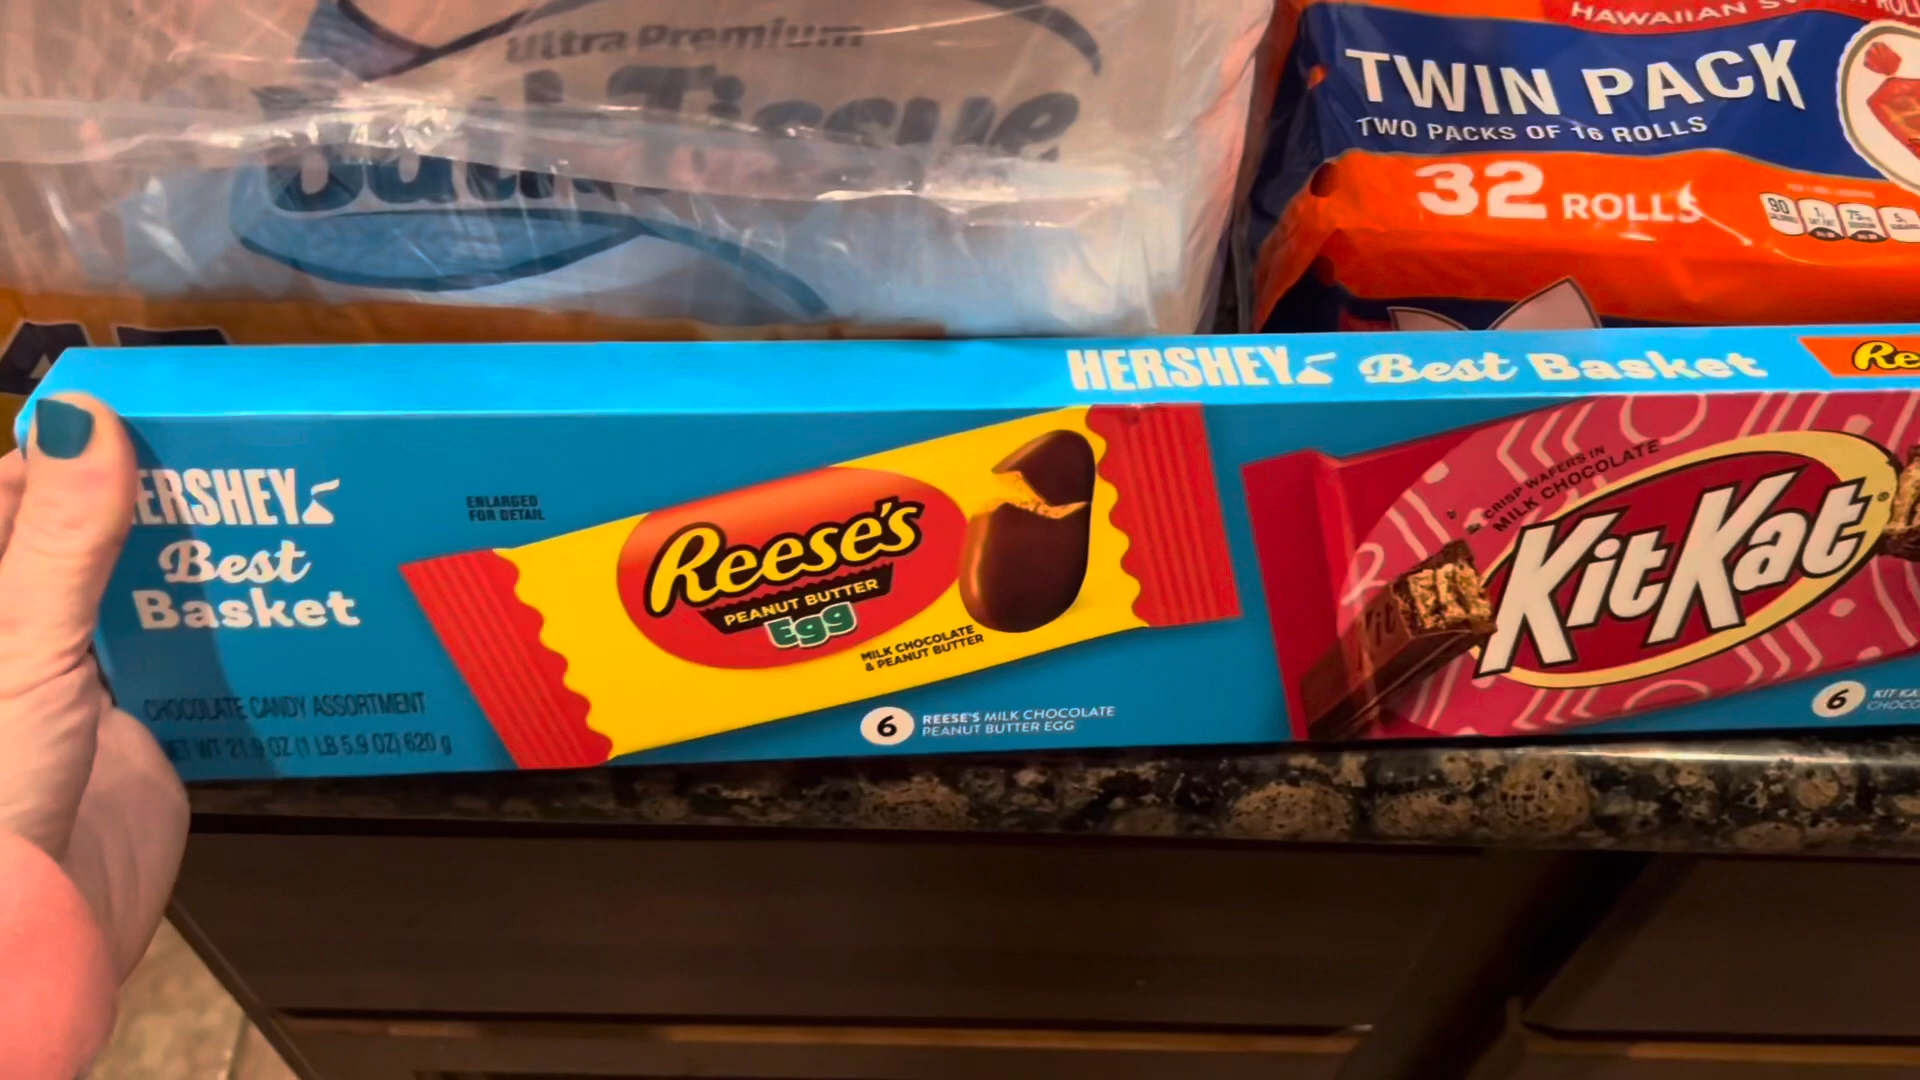 Ultra Premium
Bath Tissue
HAWAIIAN
TWIN PACK
TWO PACKS OF 16 ROLLS
32 ROLLS
90
HERSHEY Best Basket
HERSHEY
Best
Basket
CHOCOLATE CANDY ASSORTMENT
NET WT 21.9 OZ (1 LB 5.9 OZ) 620 g
ENLARGED
FOR DETAIL
Reese's
PEANUT BUTTER
Egg
MILK CHOCOLATE
& PEANUT BUTTER
6 REESE'S MILK CHOCOLATE
PEANUT BUTTER EGG
CRISP WAFERS IN
MILK CHOCOLATE
KitKat®
6 KIT